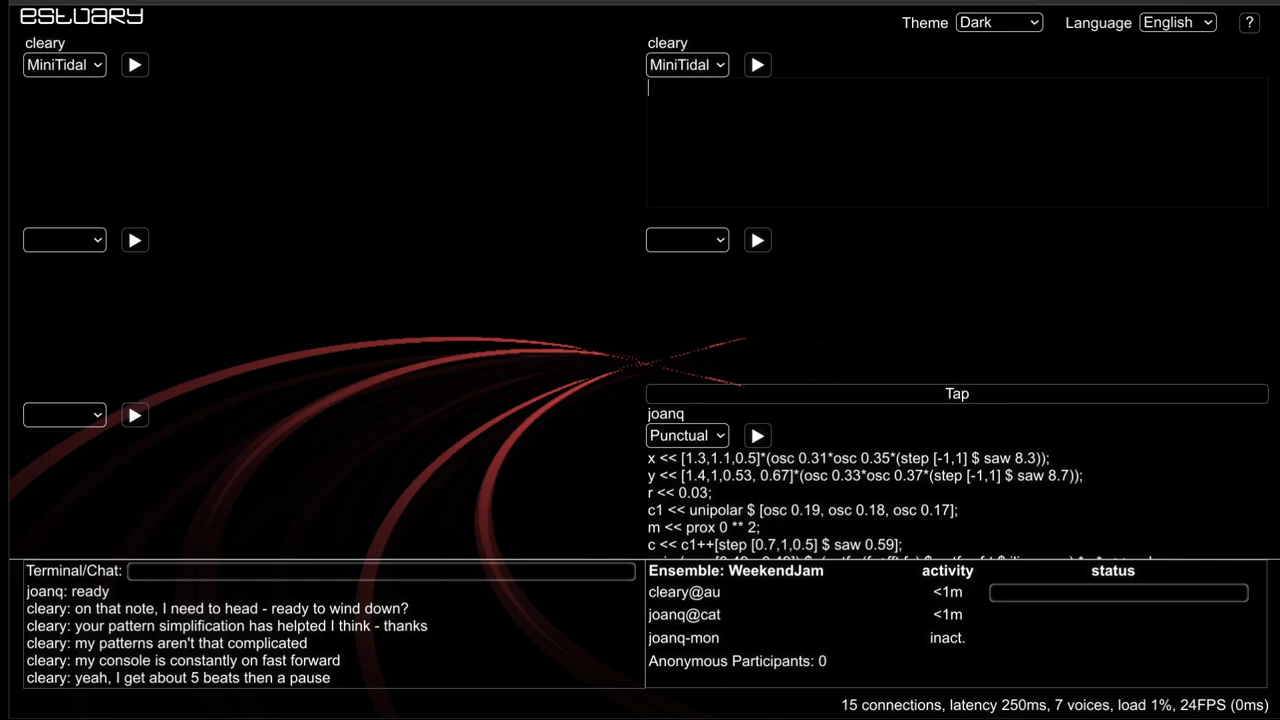 estuary
Theme Dark Language English ?
cleary
MiniTidal
cleary
MiniTidal
Tap
joanq
Punctual
x << [1.3,1.1,0.5]*(osc 0.31*osc 0.35*(step [-1,1] $ saw 8.3));
y << [1.4,1,0.53, 0.67]*(osc 0.33*osc 0.37*(step [-1,1] $ saw 8.7));
r << 0.03;
c1 << unipolar $ [osc 0.19, osc 0.18, osc 0.17];
m << prox 0 ** 2;
c << c1++[step [0.7,1,0.5] $ saw 0.59];
Terminal/Chat:
joanq: ready
cleary: on that note, I need to head - ready to wind down?
cleary: your pattern simplification has helpted I think - thanks
cleary: my patterns aren't that complicated
cleary: my console is constantly on fast forward
cleary: yeah, I get about 5 beats then a pause
Ensemble: WeekendJam activity status
cleary@au <1m
joanq@cat <1m
joanq-mon inact.
Anonymous Participants: 0
15 connections, latency 250ms, 7 voices, load 1%, 24FPS (0ms)